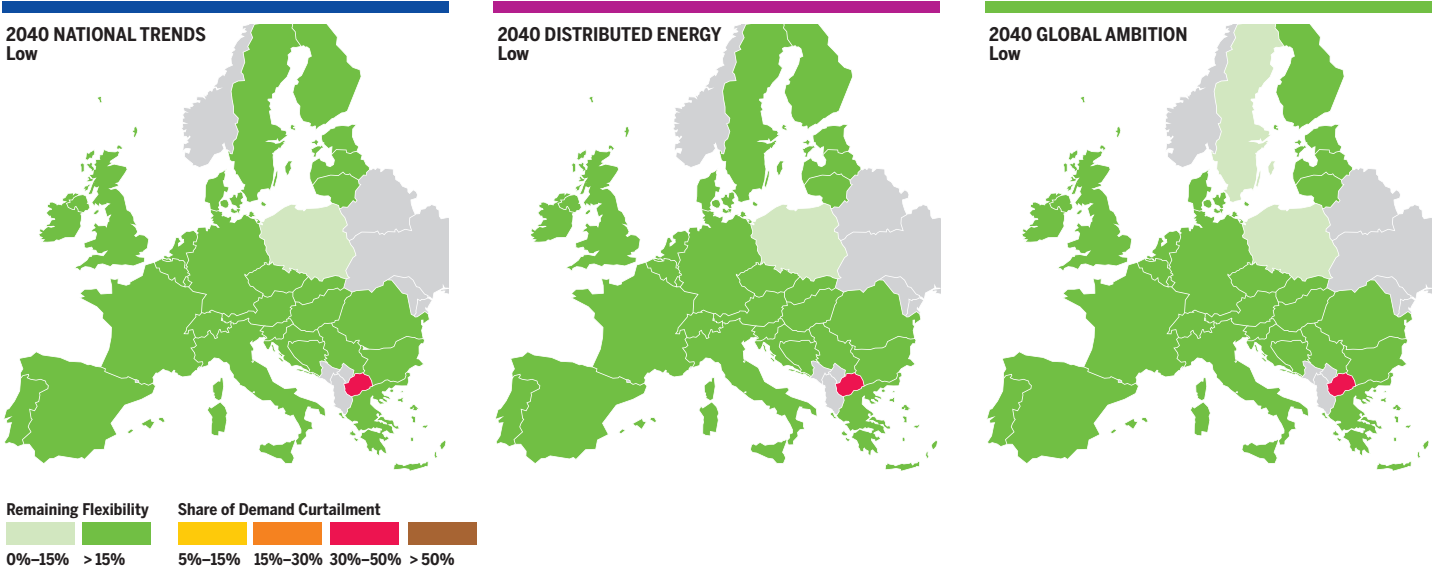 2040 NATIONAL TRENDS
Low
2040 DISTRIBUTED ENERGY
Low
2040 GLOBAL AMBITION
Low
Remaining Flexibility
0%–15% > 15%
Share of Demand Curtailment
5%–15% 15%–30% 30%–50% > 50%